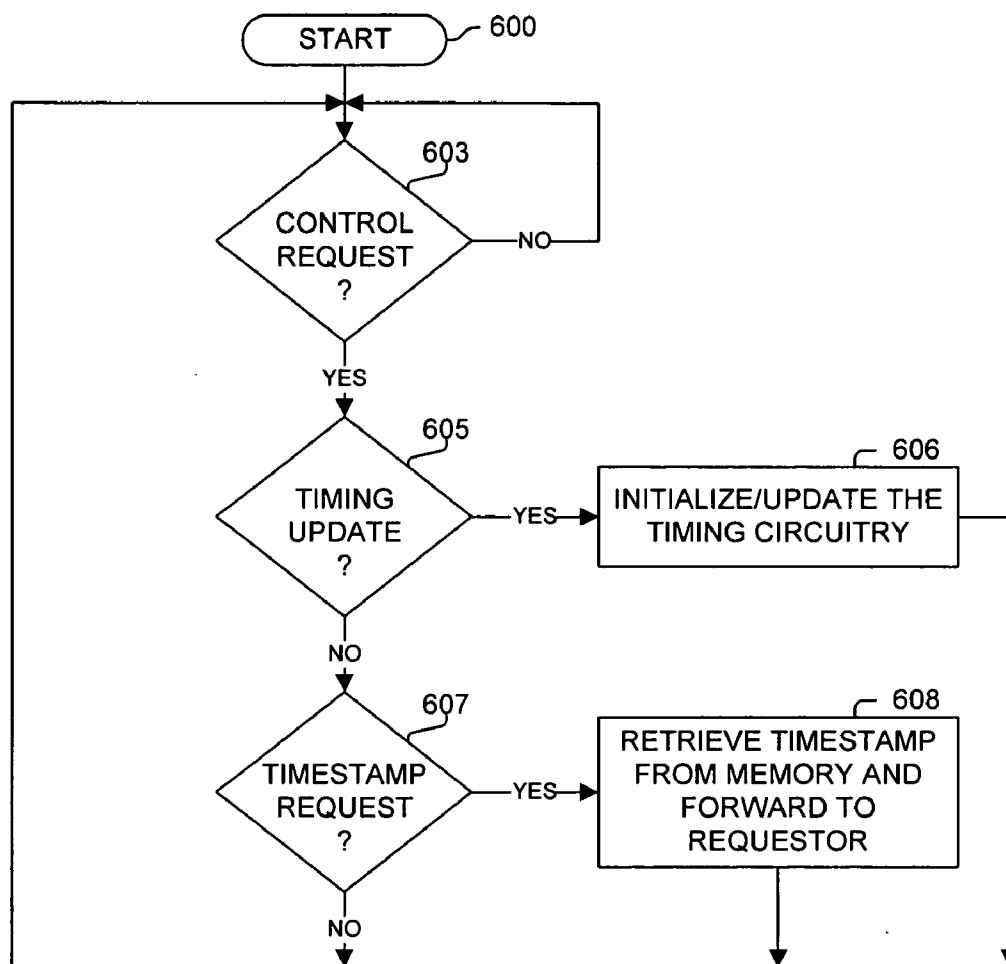 START
600
603
CONTROL
REQUEST
?
NO
YES
605
TIMING
UPDATE
?
YES
606
INITIALIZE/UPDATE THE
TIMING CIRCUITRY
NO
607
TIMESTAMP
REQUEST
?
YES
608
RETRIEVE TIMESTAMP
FROM MEMORY AND
FORWARD TO
REQUESTOR
NO